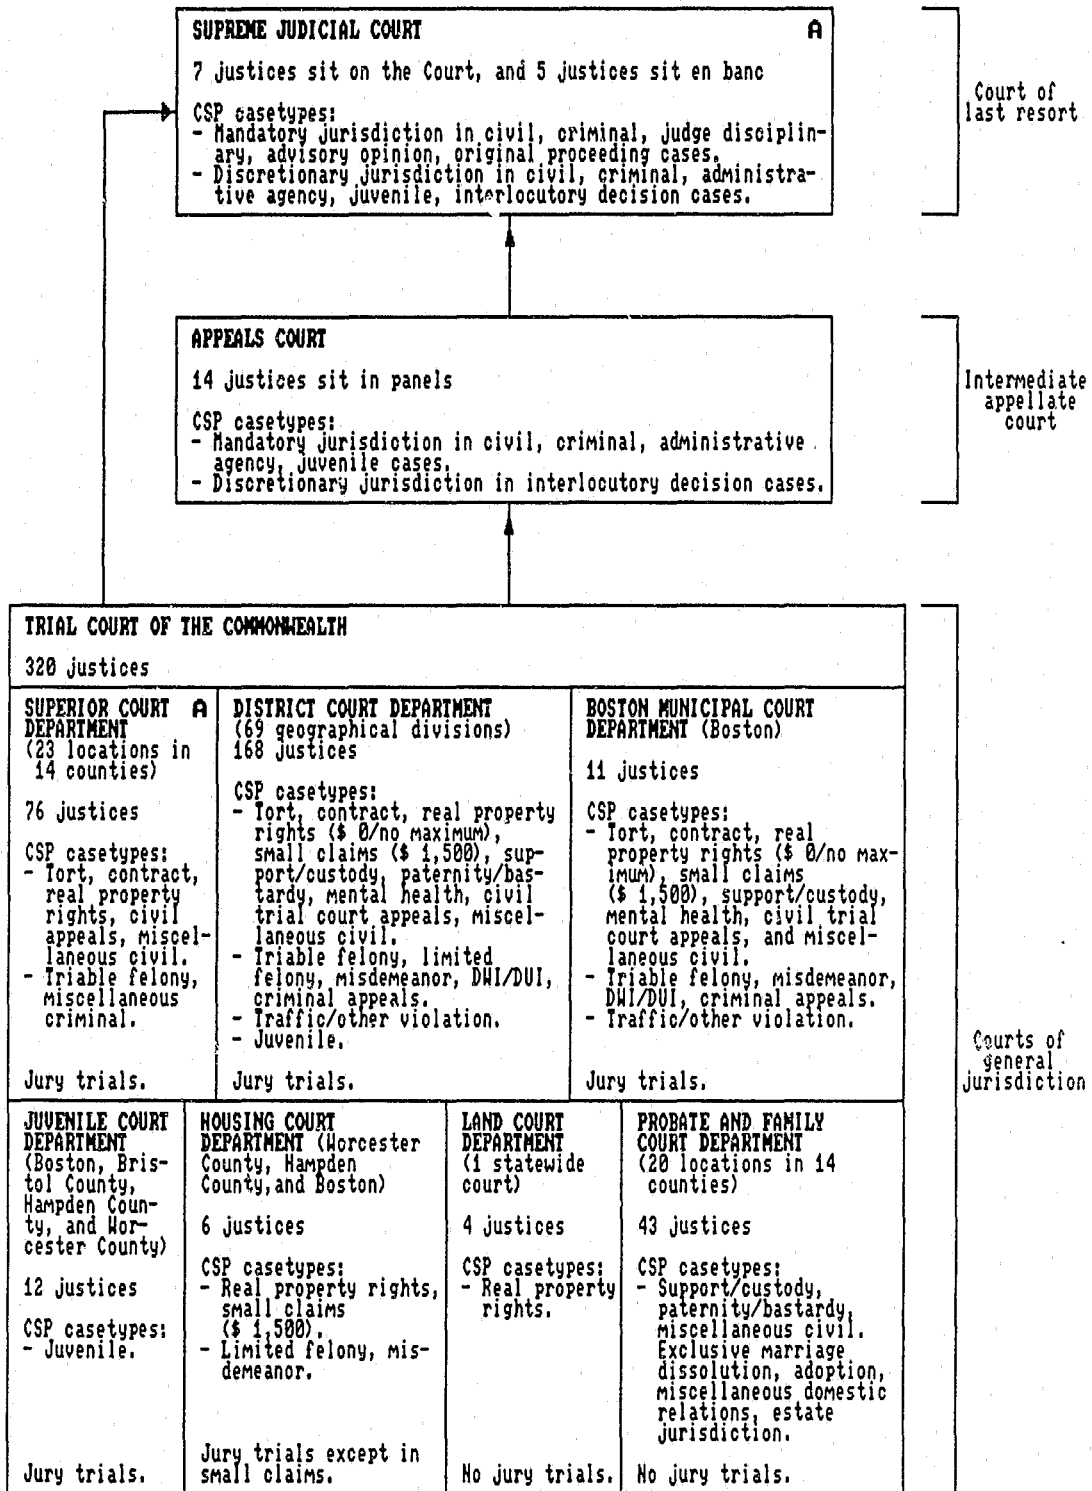 SUPREME JUDICIAL COURT A
7 justices sit on the Court, and 5 justices sit en banc
CSP casetypes:
- Mandatory jurisdiction in civil, criminal, judge disciplin-
ary, advisory opinion, original proceeding cases.
- Discretionary jurisdiction in civil, criminal, administra-
tive agency, juvenile, interlocutory decision cases.
Court of
last resort
APPEALS COURT
14 justices sit in panels
CSP casetypes:
- Mandatory jurisdiction in civil, criminal, administrative
agency, juvenile cases.
- Discretionary jurisdiction in interlocutory decision cases.
Intermediate
appellate
court
TRIAL COURT OF THE COMMONWEALTH
320 justices
SUPERIOR COURT A
DEPARTMENT
(23 locations in
14 counties)
76 justices
CSP casetypes:
- Tort, contract,
real property
rights, civil
appeals, miscel-
laneous civil.
- Triable felony,
miscellaneous
criminal.
Jury trials.
DISTRICT COURT DEPARTMENT
(69 geographical divisions)
168 justices
CSP casetypes:
- Tort, contract, real property
rights ($ 0/no maximum),
small claims ($ 1,500), sup-
port/custody, paternity/bas-
tardy, mental health, civil
trial court appeals, miscel-
laneous civil.
- Triable felony, limited
felony, misdemeanor, DWI/DUI,
criminal appeals.
- Traffic/other violation.
- Juvenile.
Jury trials.
BOSTON MUNICIPAL COURT
DEPARTMENT (Boston)
11 justices
CSP casetypes:
- Tort, contract, real
property rights ($ 0/no max-
imum), small claims
($ 1,500), support/custody,
mental health, civil trial
court appeals, and miscel-
laneous civil.
- Triable felony, misdemeanor,
DWI/DUI, criminal appeals.
- Traffic/other violation.
Jury trials.
Courts of
general
jurisdiction
JUVENILE COURT
DEPARTMENT
(Boston, Bris-
tol County,
Hampden Coun-
ty, and Wor-
cester County)
12 justices
CSP casetypes:
- Juvenile.
Jury trials.
HOUSING COURT
DEPARTMENT (Worcester
County, Hampden
County,and Boston)
6 justices
CSP casetypes:
- Real property rights,
small claims
($ 1,500).
- Limited felony, mis-
demeanor.
Jury trials except in
small claims.
LAND COURT
DEPARTMENT
(1 statewide
court)
4 justices
CSP casetypes:
- Real property
rights.
No jury trials.
PROBATE AND FAMILY
COURT DEPARTMENT
(20 locations in 14
counties)
43 justices
CSP casetypes:
- Support/custody,
paternity/bastardy,
miscellaneous civil.
Exclusive marriage
dissolution, adoption,
miscellaneous domestic
relations, estate
jurisdiction.
No jury trials.